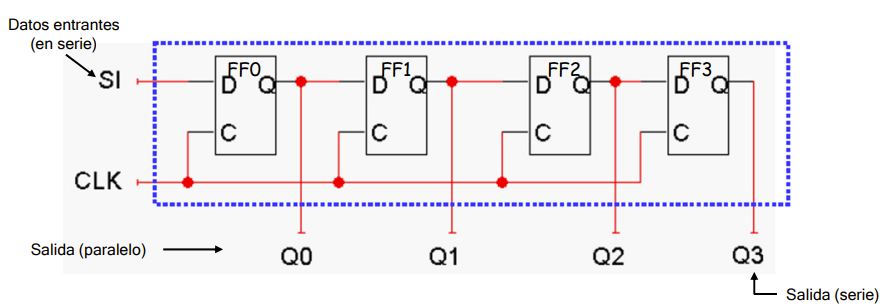 Datos entrantes
(en serie)
SI
FF0
D Q
C
FF1
D Q
C
FF2
D Q
C
FF3
D Q
C
CLK
Salida (paralelo)
Q0
Q1
Q2
Q3
Salida (serie)